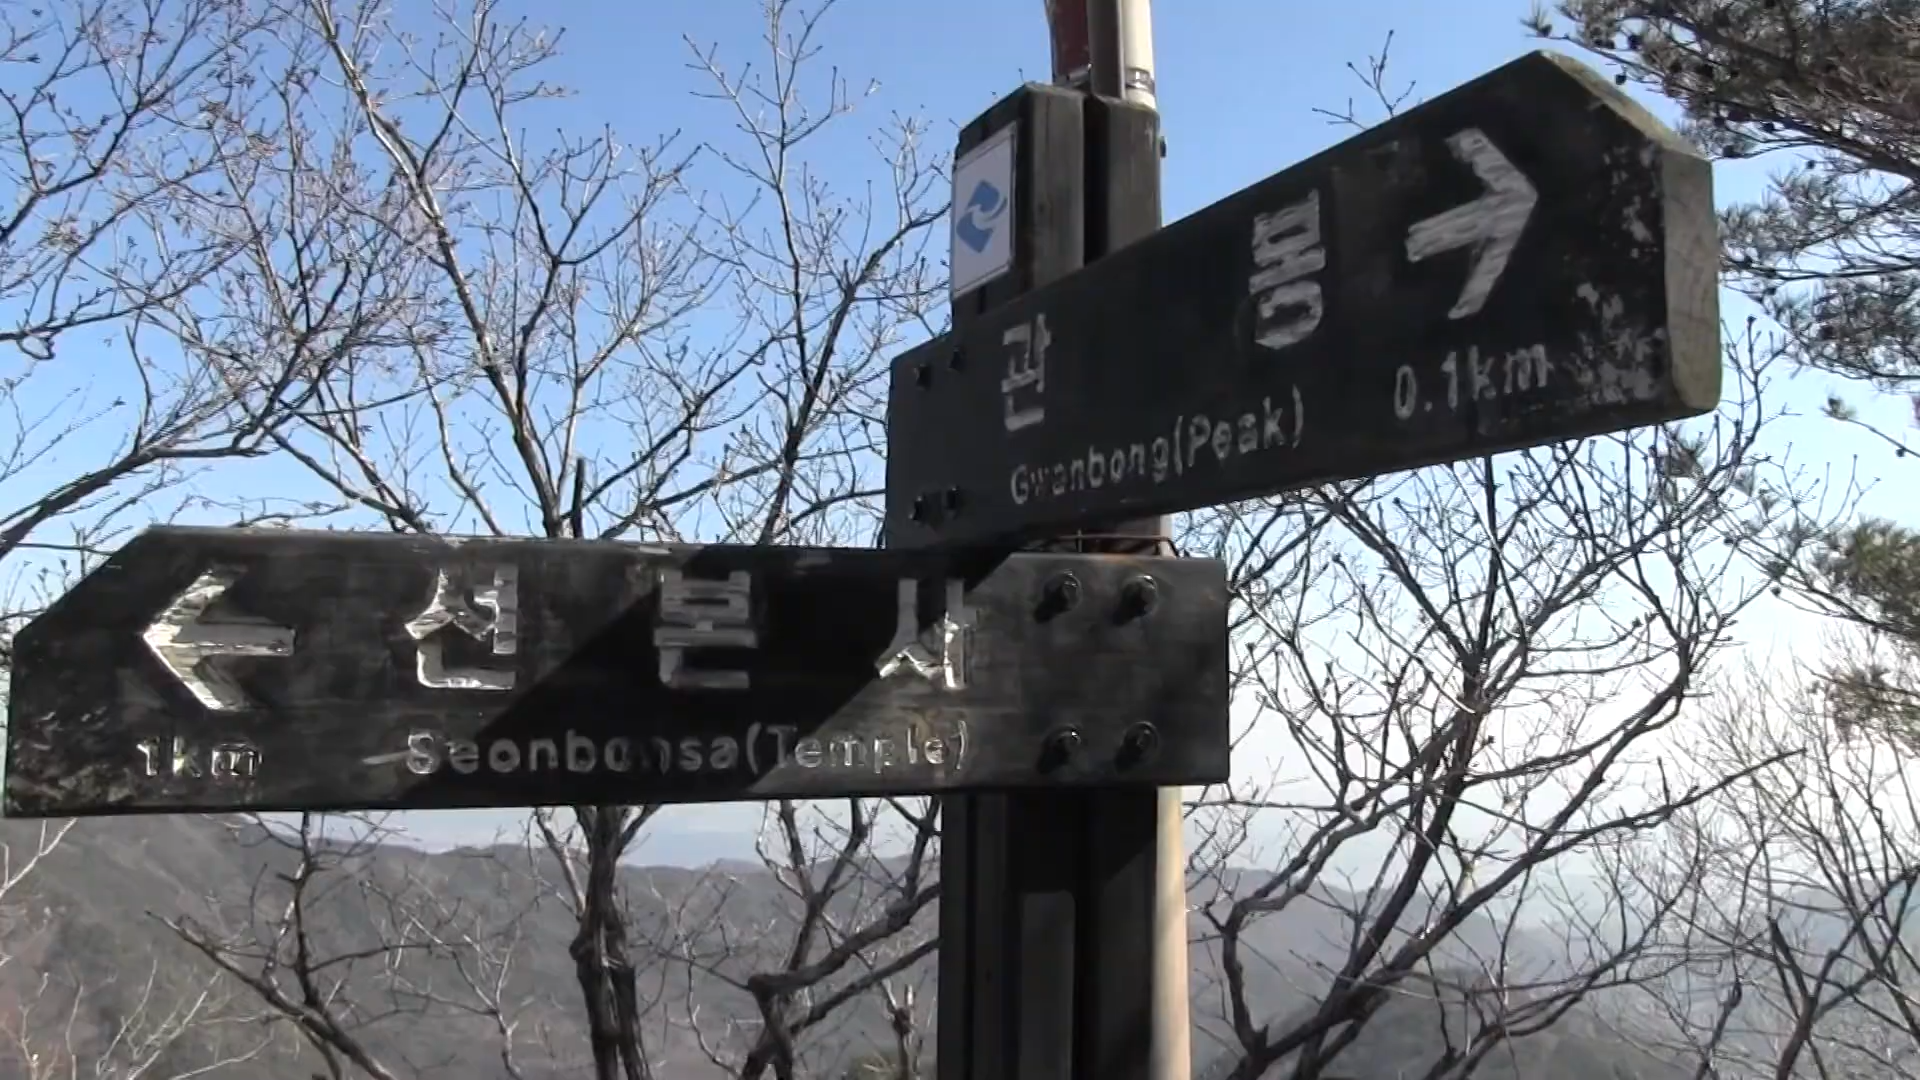 관 봉 →
Gwanbong(Peak) 0.1km
← 선 본 사
1km Seonbonsa(Temple)